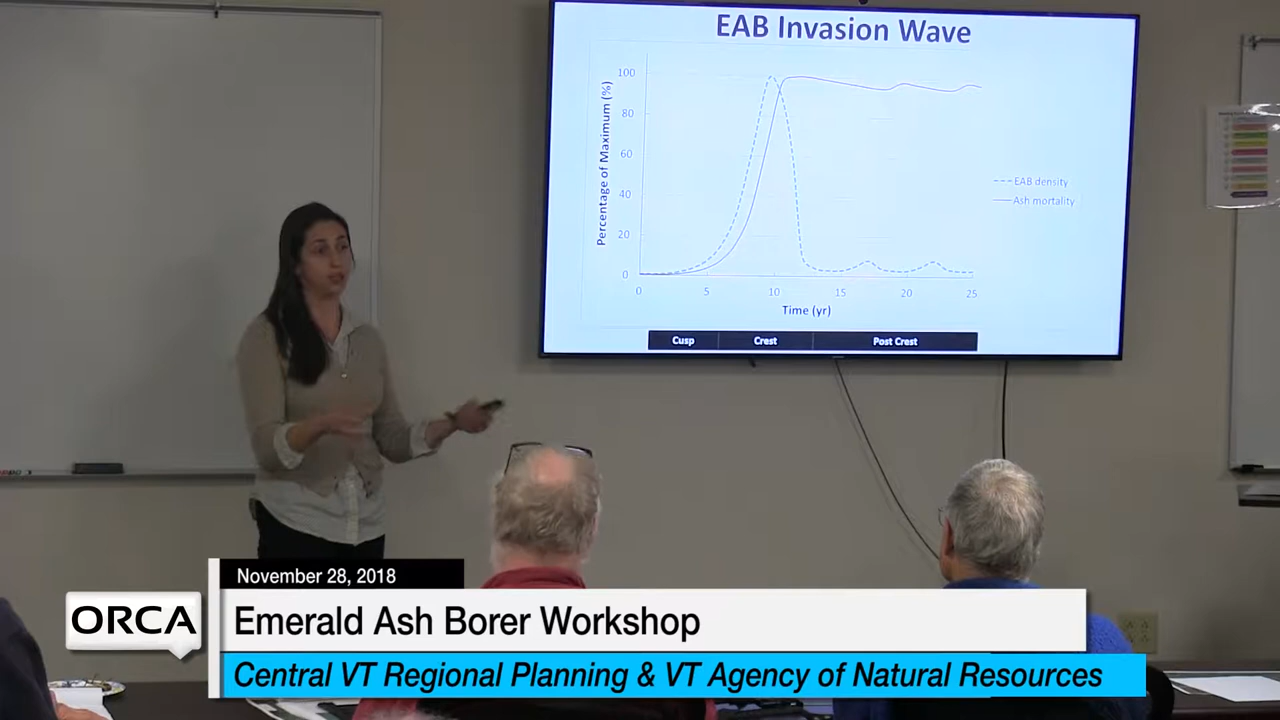 EAB Invasion Wave
Percentage of Maximum (%)
100
80
60
40
20
0
0 5 10 15 20 25
Time (yr)
EAB density
Ash mortality
Cusp Crest Post Crest
November 28, 2018
ORCA
Emerald Ash Borer Workshop
Central VT Regional Planning & VT Agency of Natural Resources